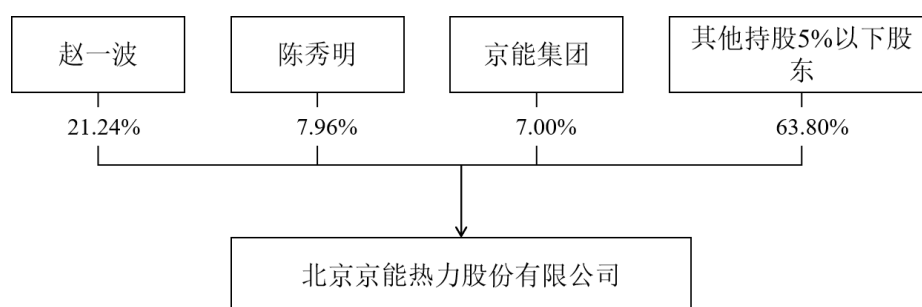 赵一波
陈秀明
京能集团
其他持股5%以下股
东
21.24%
7.96%
7.00%
63.80%
北京京能热力股份有限公司